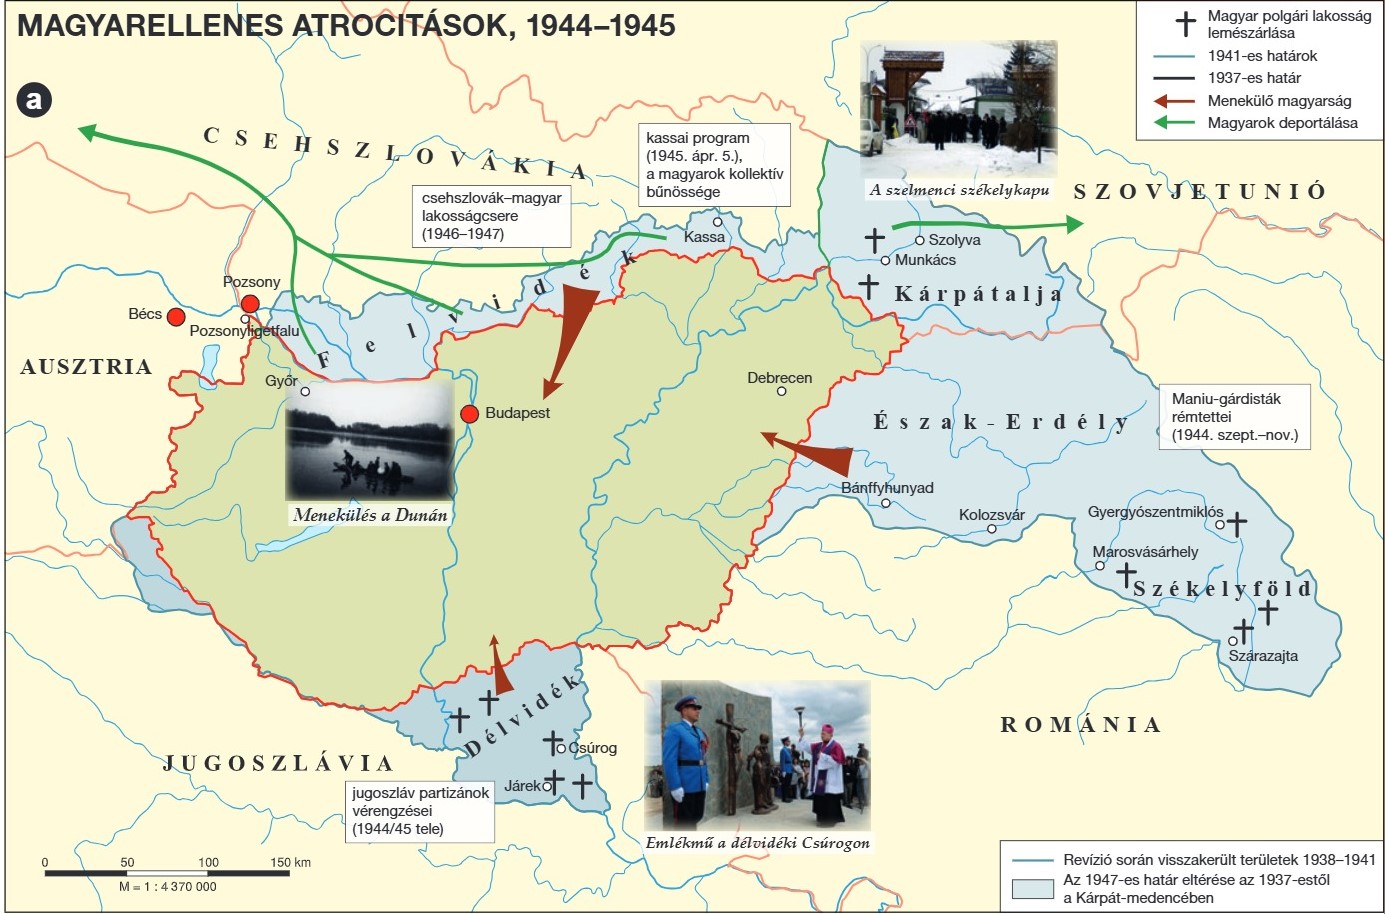 MAGYARELLENES ATROCITÁSOK, 1944–1945
a
Magyar polgári lakosság
lemészárlása
1941-es határok
1937-es határ
Menekülő magyarság
Magyarok deportálása
CSEHSZLOVÁKIA
kassai program
(1945. ápr. 5.),
a magyarok kollektív
bűnössége
csehszlovák–magyar
lakosságcsere
(1946–1947)
A szelmenci székelykapu
SZOVJETUNIÓ
Kassa
Szolyva
Munkács
Kárpátalja
Felvidék
Pozsony
Bécs
Pozsonyligetfalu
AUSZTRIA
Győr
Budapest
Debrecen
Menekülés a Dunán
Maniu-gárdisták
rémtettei
(1944. szept.–nov.)
Észak-Erdély
Bánffyhunyad
Kolozsvár
Gyergyószentmiklós
Marosvásárhely
Székelyföld
Szárazajta
ROMÁNIA
Délvidék
Csúrog
Járek
JUGOSZLÁVIA
jugoszláv partizánok
vérengzései
(1944/45 tele)
Emlékmű a délvidéki Csúrogon
0 50 100 150 km
M = 1 : 4 370 000
Revízió során visszakerült területek 1938–1941
Az 1947-es határ eltérése az 1937-estől
a Kárpát-medencében